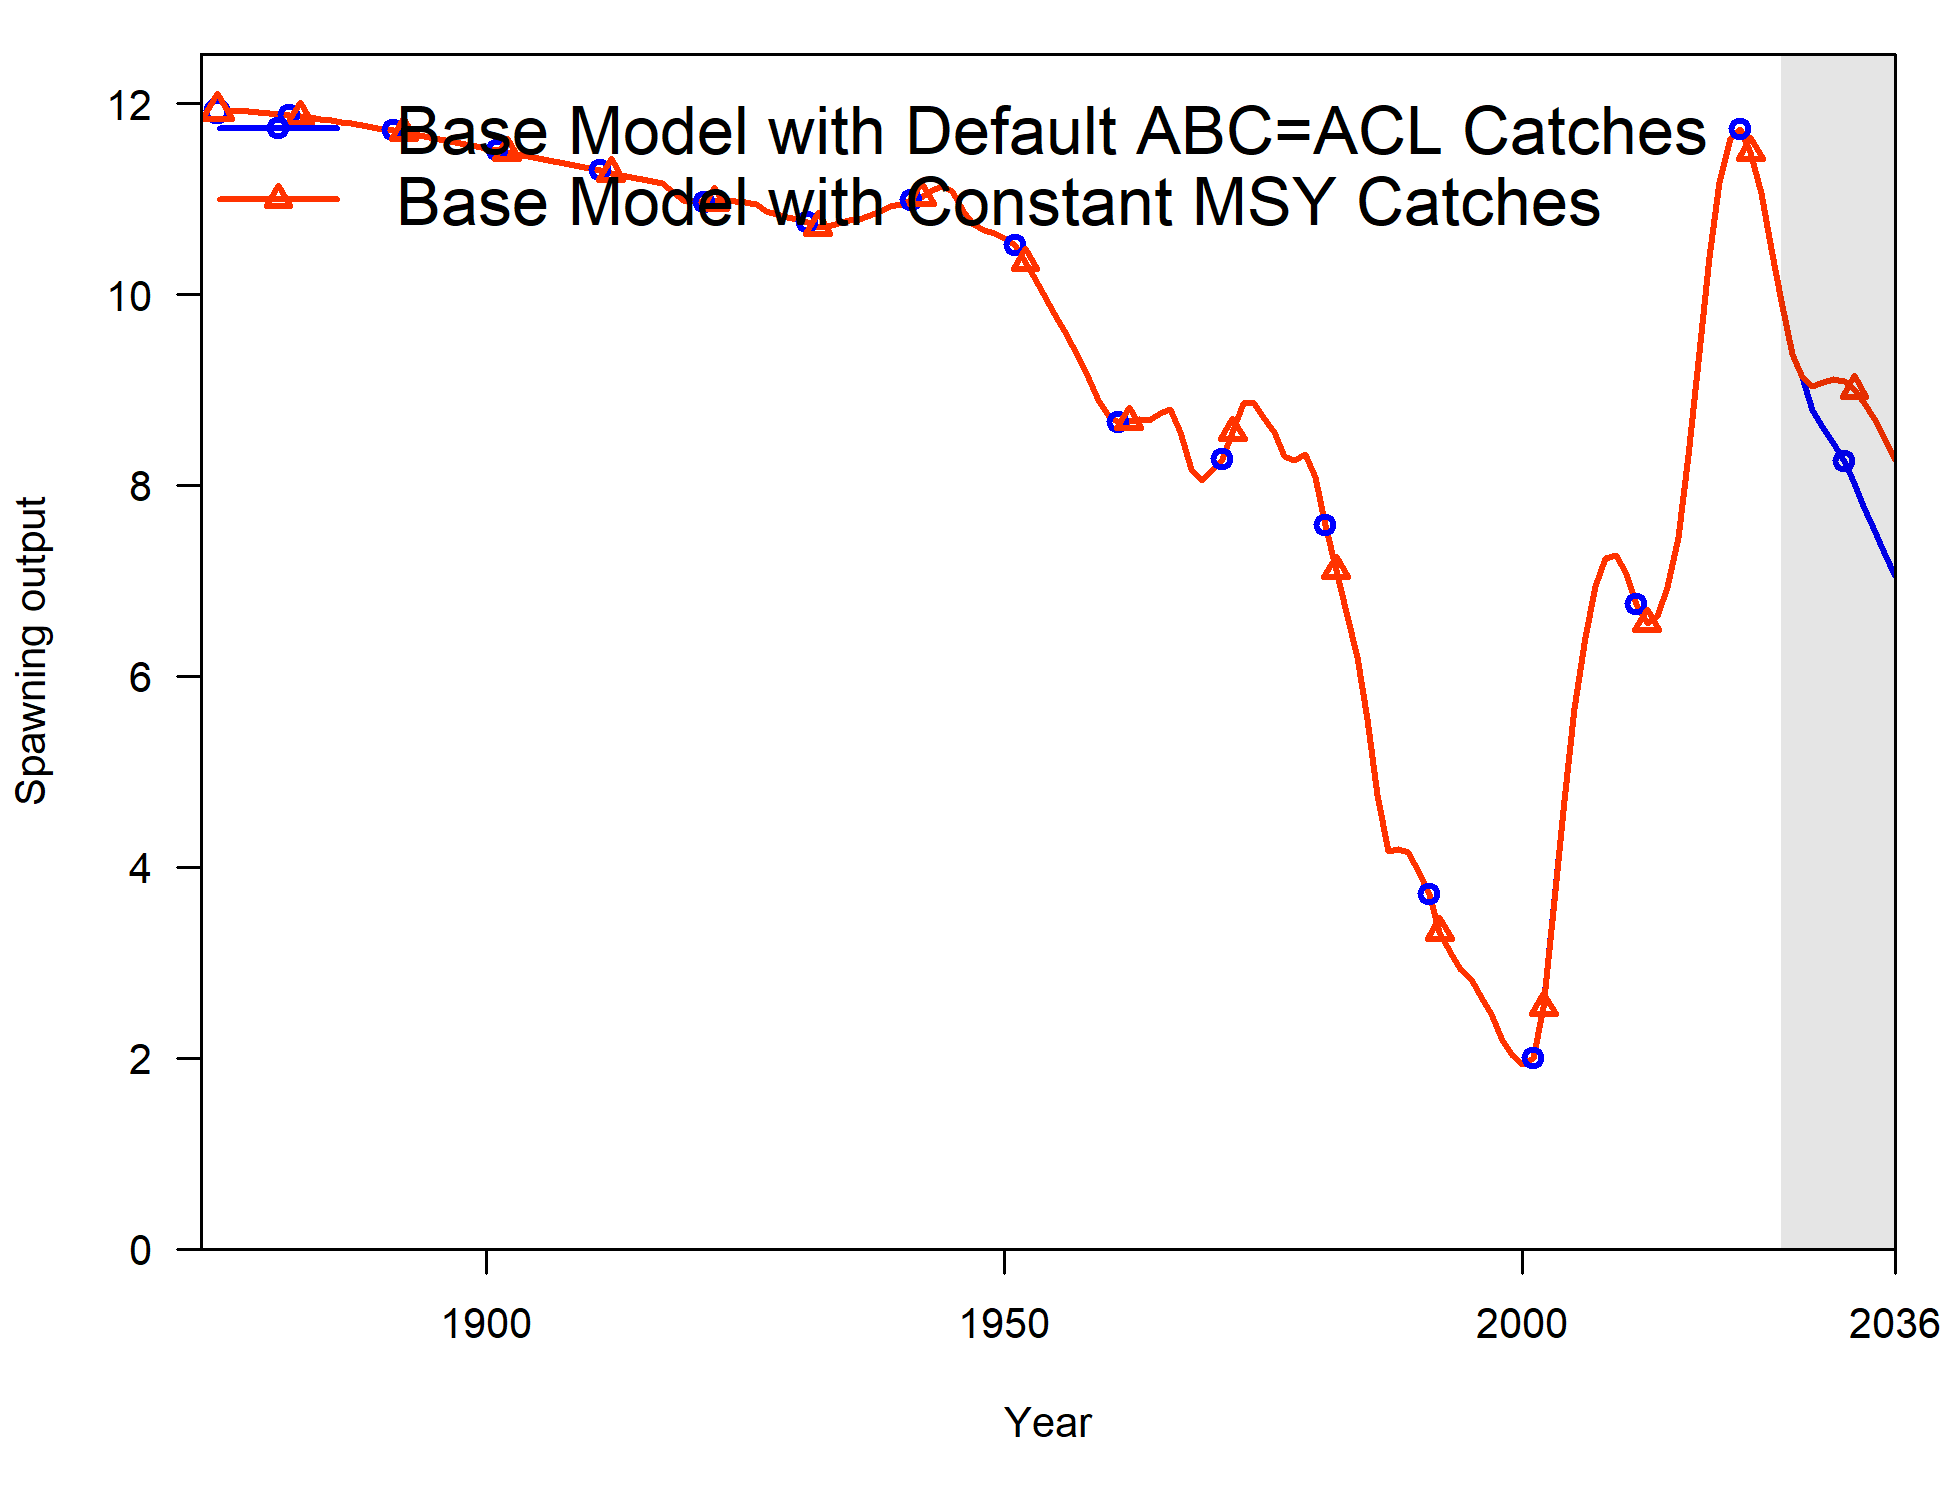 Base Model with Default ABC=ACL Catches
Base Model with Constant MSY Catches
12
10
8
6
4
2
0
Spawning output
1900 1950 2000 2036
Year